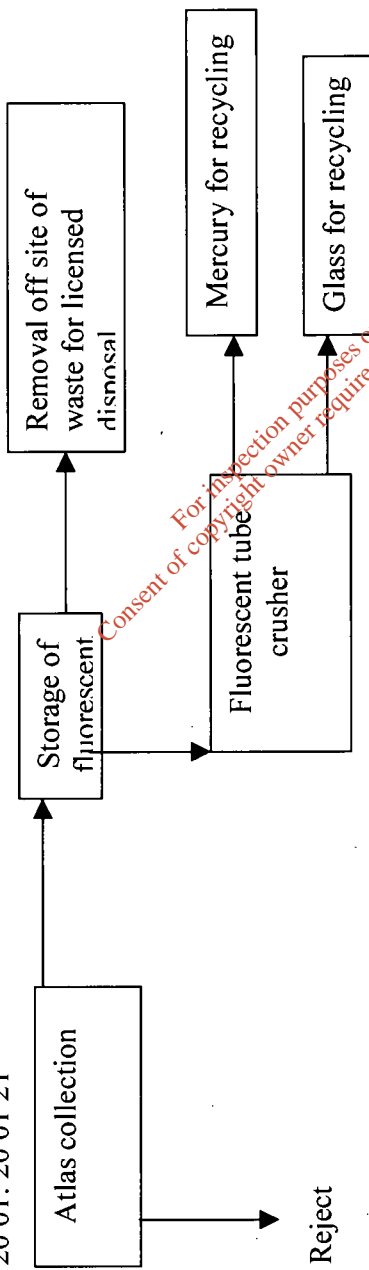 20 01: 20 01 21
Atlas collection
Reject
Storage of
fluorescent
Removal off site of
waste for licensed
disposal
Fluorescent tube
crusher
Mercury for recycling
Glass for recycling
For inspection purposes
Consent of copyright owner require